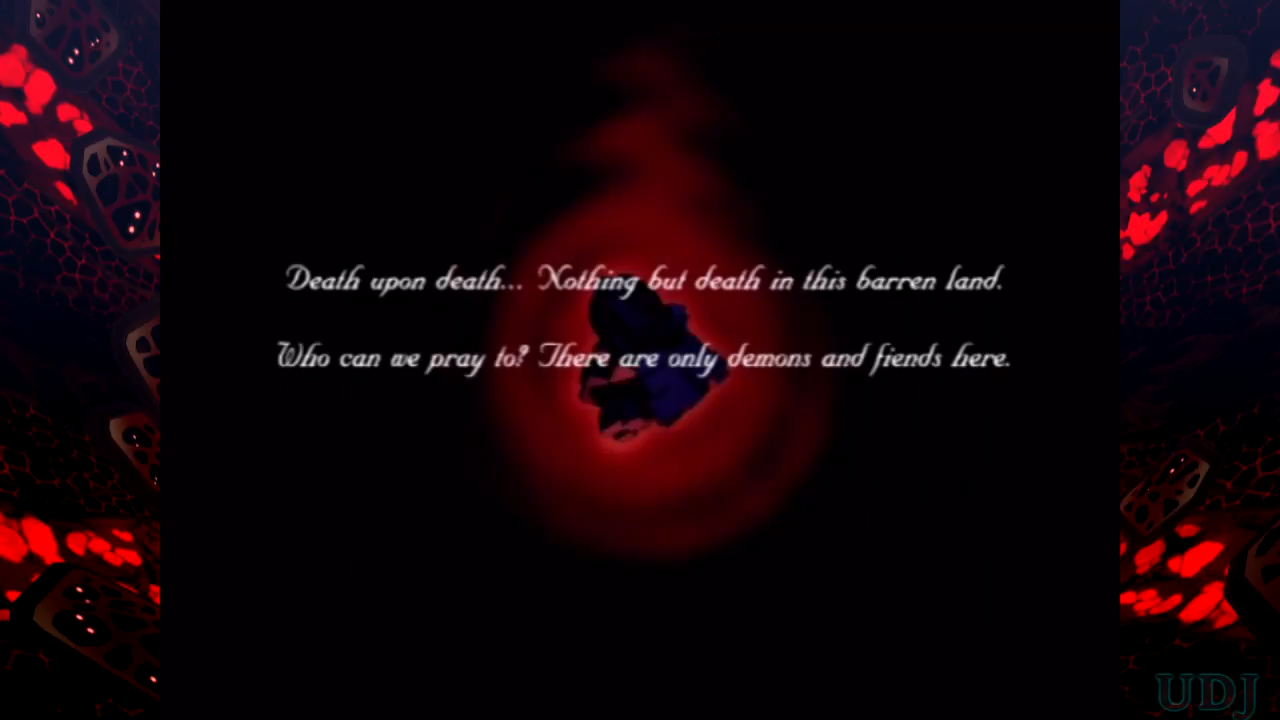 Death upon death... Nothing but death in this barren land.
Who can we pray to? There are only demons and fiends here.
UDJ